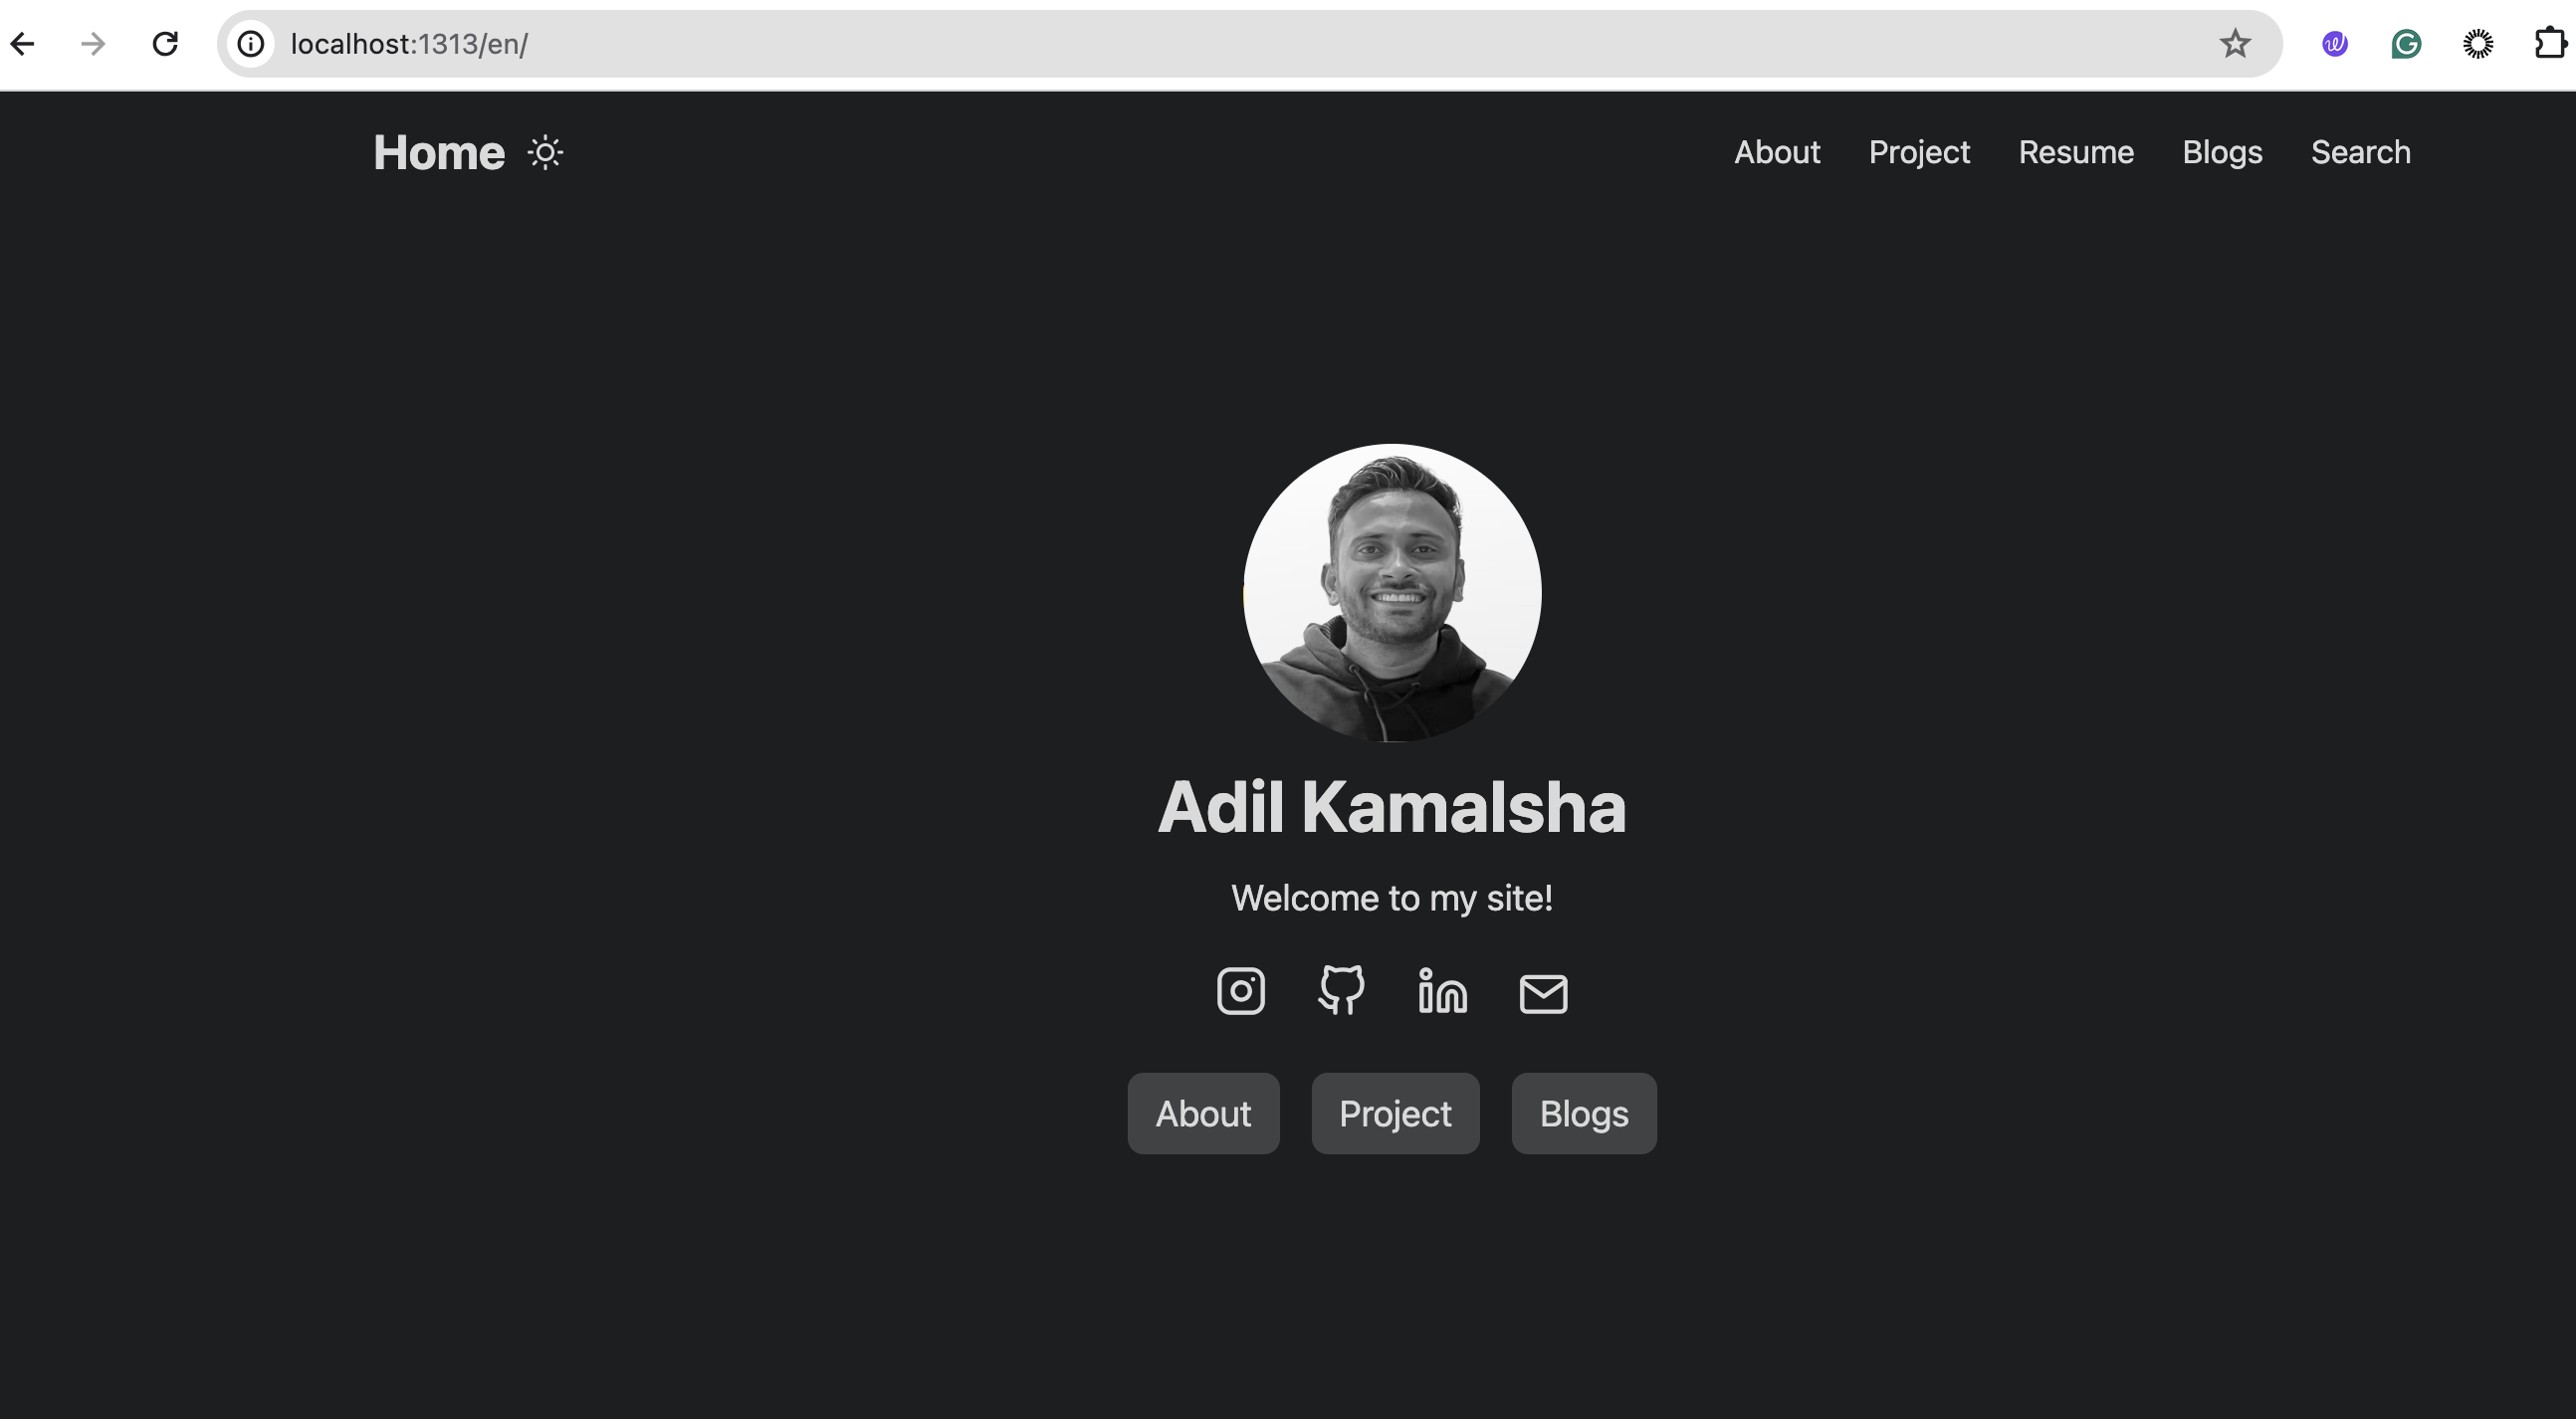 localhost:1313/en/
Home About Project Resume Blogs Search
Adil Kamalsha
Welcome to my site!
About Project Blogs